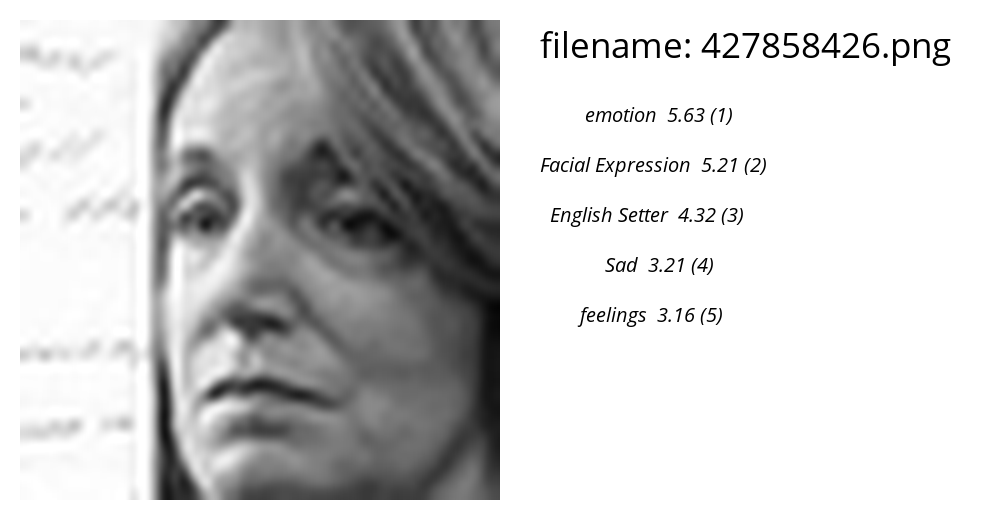 filename: 427858426.png
emotion 5.63 (1)
Facial Expression 5.21 (2)
English Setter 4.32 (3)
Sad 3.21 (4)
feelings 3.16 (5)